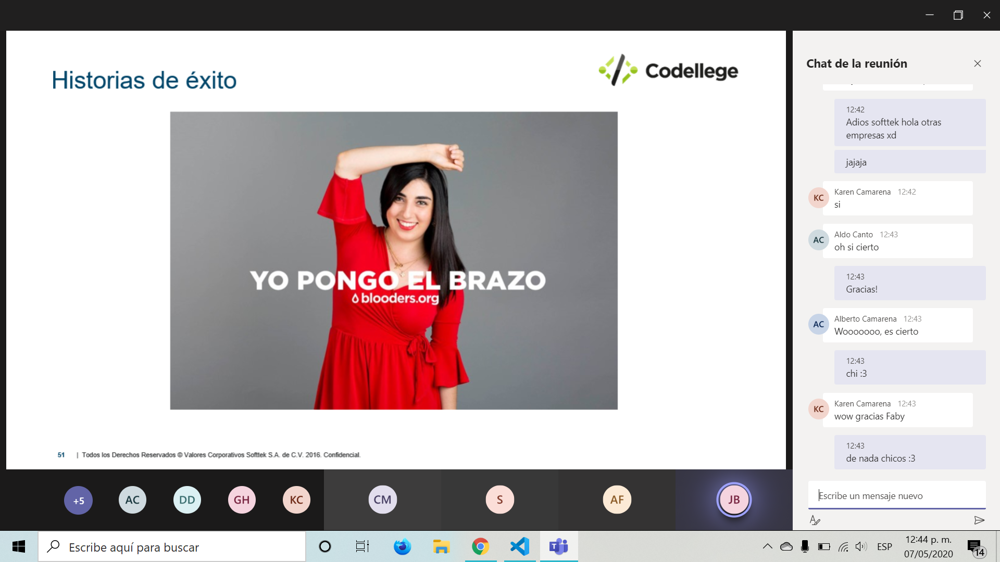 Historias de éxito
Codellege
YO PONGO EL BRAZO
blooders.org
51 | Todos los Derechos Reservados © Valores Corporativos Softtek S.A. de C.V. 2016. Confidencial.
+5
AC
DD
GH
KC
CM
S
AF
JB
Chat de la reunión
12:42
Adios softtek hola otras
empresas xd
jajaja
KC
Karen Camarena 12:42
si
AC
Aldo Canto 12:43
oh si cierto
12:43
Gracias!
AC
Alberto Camarena 12:43
Wooooooo, es cierto
12:43
chi :3
KC
Karen Camarena 12:43
wow gracias Faby
12:43
de nada chicos :3
Escribe un mensaje nuevo
Escribe aquí para buscar
ESP
12:44 p. m.
07/05/2020
14